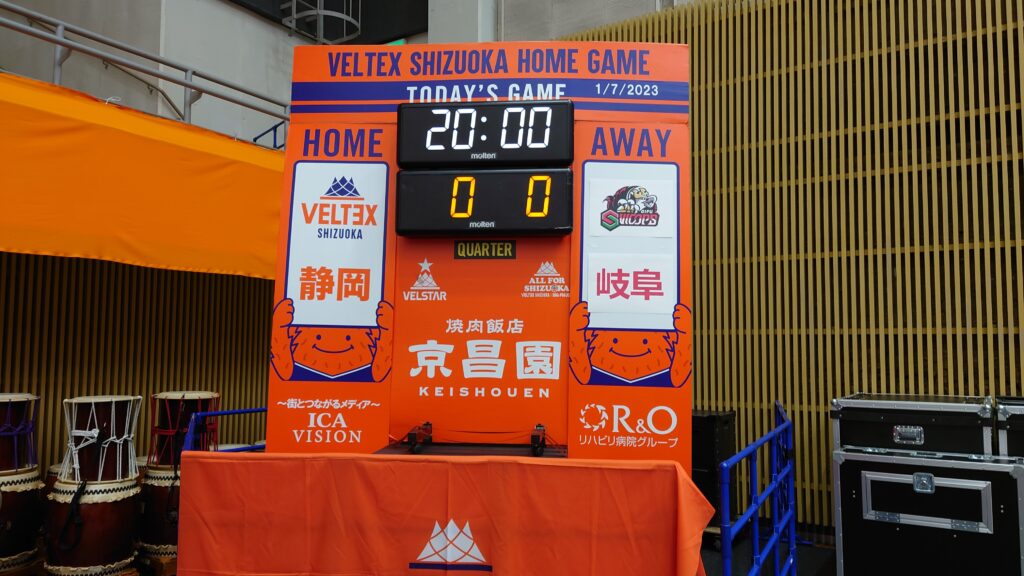 VELTEX SHIZUOKA HOME GAME
TODAY'S GAME 1/7/2023
HOME
20:00
AWAY
molten
0 0
molten
QUARTER
VELTEX
SHIZUOKA
静岡
SWOOPS
岐阜
VELSTAR
ALL FOR
SHIZUOKA
焼肉飯店
京昌園
KEISHOUEN
〜街とつながるメディア〜
ICA
VISION
R&O
リハビリ病院グループ